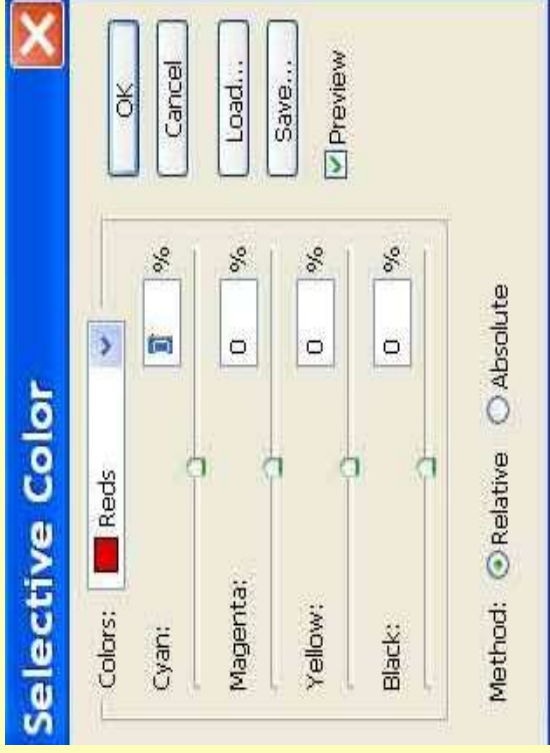 Selective Color
Colors: Reds
OK
Cancel
Cyan: %
Load...
Magenta: 0 %
Save...
Yellow: 0 %
Preview
Black: 0 %
Method: Relative Absolute